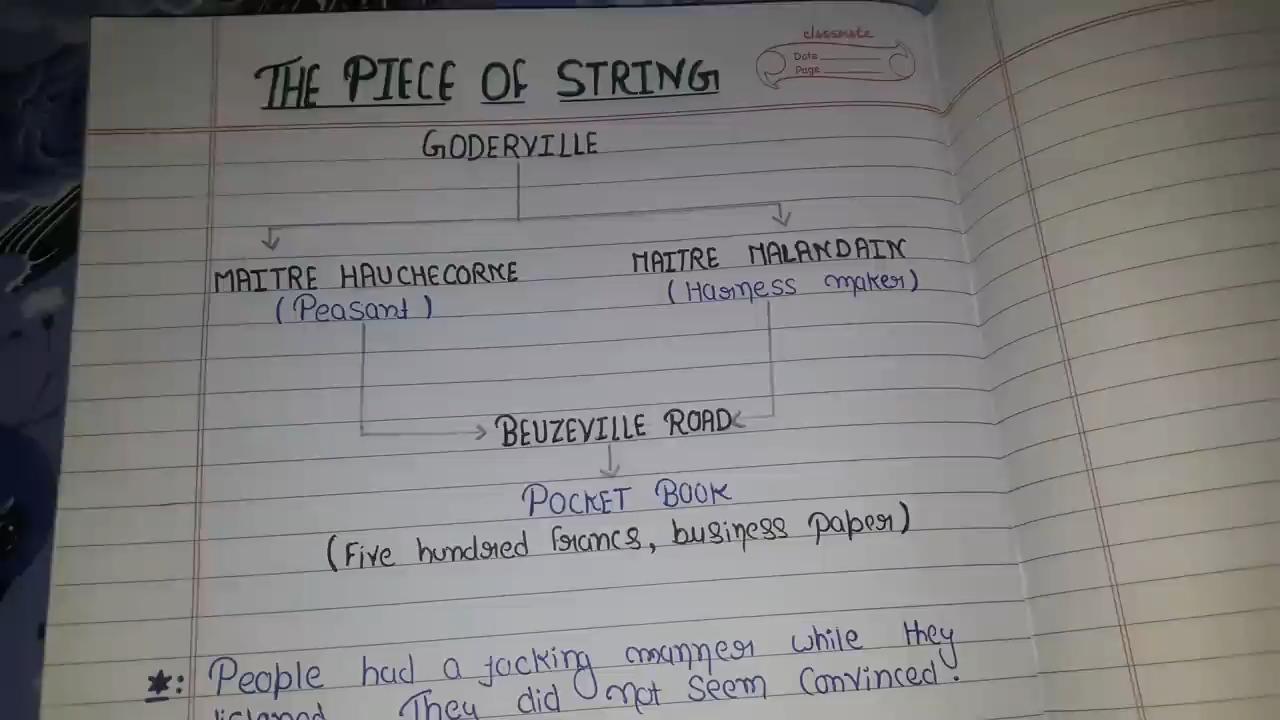 classmate
Date
Page
THE PIECE OF STRING
GODERVILLE
MAITRE HAUCHECORNE
MAITRE MALANDAIN
(Peasant)
(Harness maker)
BEUZEVILLE ROAD
POCKET BOOK
(Five hundred francs, business paper)
*: People had a jocking manner while they
listened. They did not seem convinced.